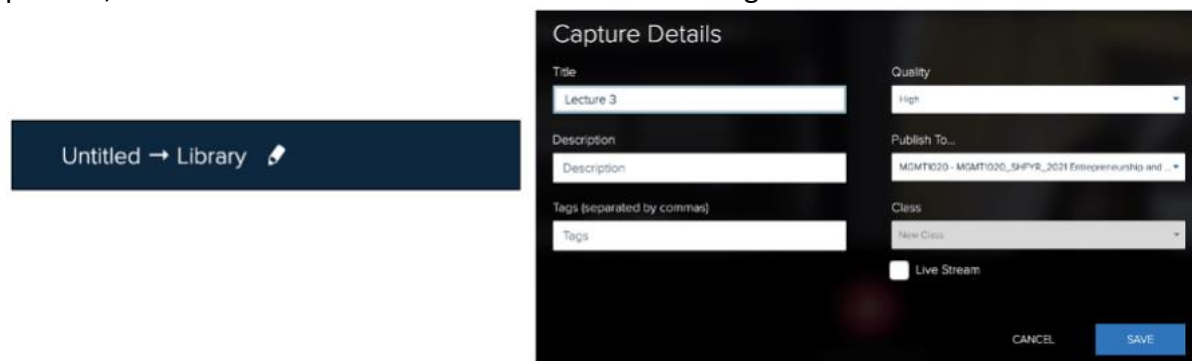 Untitled → Library
Capture Details
Title
Lecture 3
Description
Description
Tags (separated by commas)
Tags
Quality
High
Publish To...
MGMT1020 - MGMT1020_SHFYR_2021 Entrepreneurship and ...
Class
New Class
Live Stream
CANCEL
SAVE